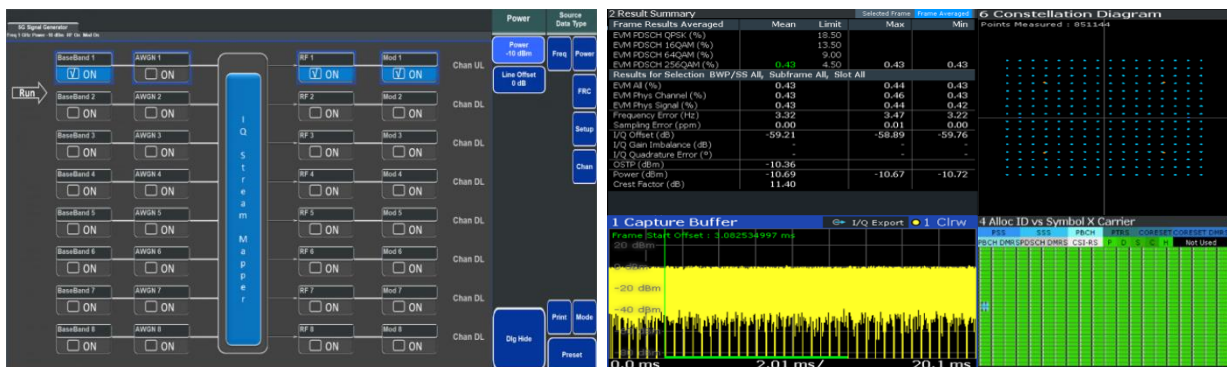 5G Signal Generator
Freq 1 GHz Power -10 dBm RF On Mod On
Run
BaseBand 1 AWGN 1 RF 1 Mod 1
ON ON ON ON Chan UL
BaseBand 2 AWGN 2 RF 2 Mod 2
ON ON ON ON Chan DL
BaseBand 3 AWGN 3 RF 3 Mod 3
ON ON ON ON Chan DL
BaseBand 4 AWGN 4 RF 4 Mod 4
ON ON ON ON Chan DL
BaseBand 5 AWGN 5 RF 5 Mod 5
ON ON ON ON Chan DL
BaseBand 6 AWGN 6 RF 6 Mod 6
ON ON ON ON Chan DL
BaseBand 7 AWGN 7 RF 7 Mod 7
ON ON ON ON Chan DL
BaseBand 8 AWGN 8 RF 8 Mod 8
ON ON ON ON Chan DL
IQ Stream Mapper
Power
Power
-10 dBm
Line Offset
0 dB
Dlg Hide
Source
Data Type
Freq Power
FRC
Setup
Chan
Print Mode
Preset
2 Result Summary Selected Frame Frame Averaged
Frame Results Averaged Mean Limit Max Min
EVM PDSCH QPSK (%) 18.50
EVM PDSCH 16QAM (%) 13.50
EVM PDSCH 64QAM (%) 9.00
EVM PDSCH 256QAM (%) 0.43 4.50 0.43 0.43
Results for Selection BWP/SS All, Subframe All, Slot All
EVM All (%) 0.43 0.44 0.43
EVM Phys Channel (%) 0.43 0.46 0.43
EVM Phys Signal (%) 0.43 0.44 0.42
Frequency Error (Hz) 3.32 3.47 3.22
Sampling Error (ppm) 0.00 0.01 0.00
I/Q Offset (dB) -59.21 -58.89 -59.76
I/Q Gain Imbalance (dB) - - -
I/Q Quadrature Error (°) - - -
OSTP (dBm) -10.36
Power (dBm) -10.69 -10.67 -10.72
Crest Factor (dB) 11.40
6 Constellation Diagram
Points Measured : 851144
1 Capture Buffer I/Q Export 1 Clrw
Frame Start Offset : 3.082534997 ms
20 dBm
0 dBm
-20 dBm
-40 dBm
0.0 ms 2.01 ms/ 20.1 ms
4 Alloc ID vs Symbol X Carrier
PSS SSS PBCH PTRS CORESET CORESET DMRS
PBCH DMRS PDSCH DMRS CSI-RS P D S C H Not Used